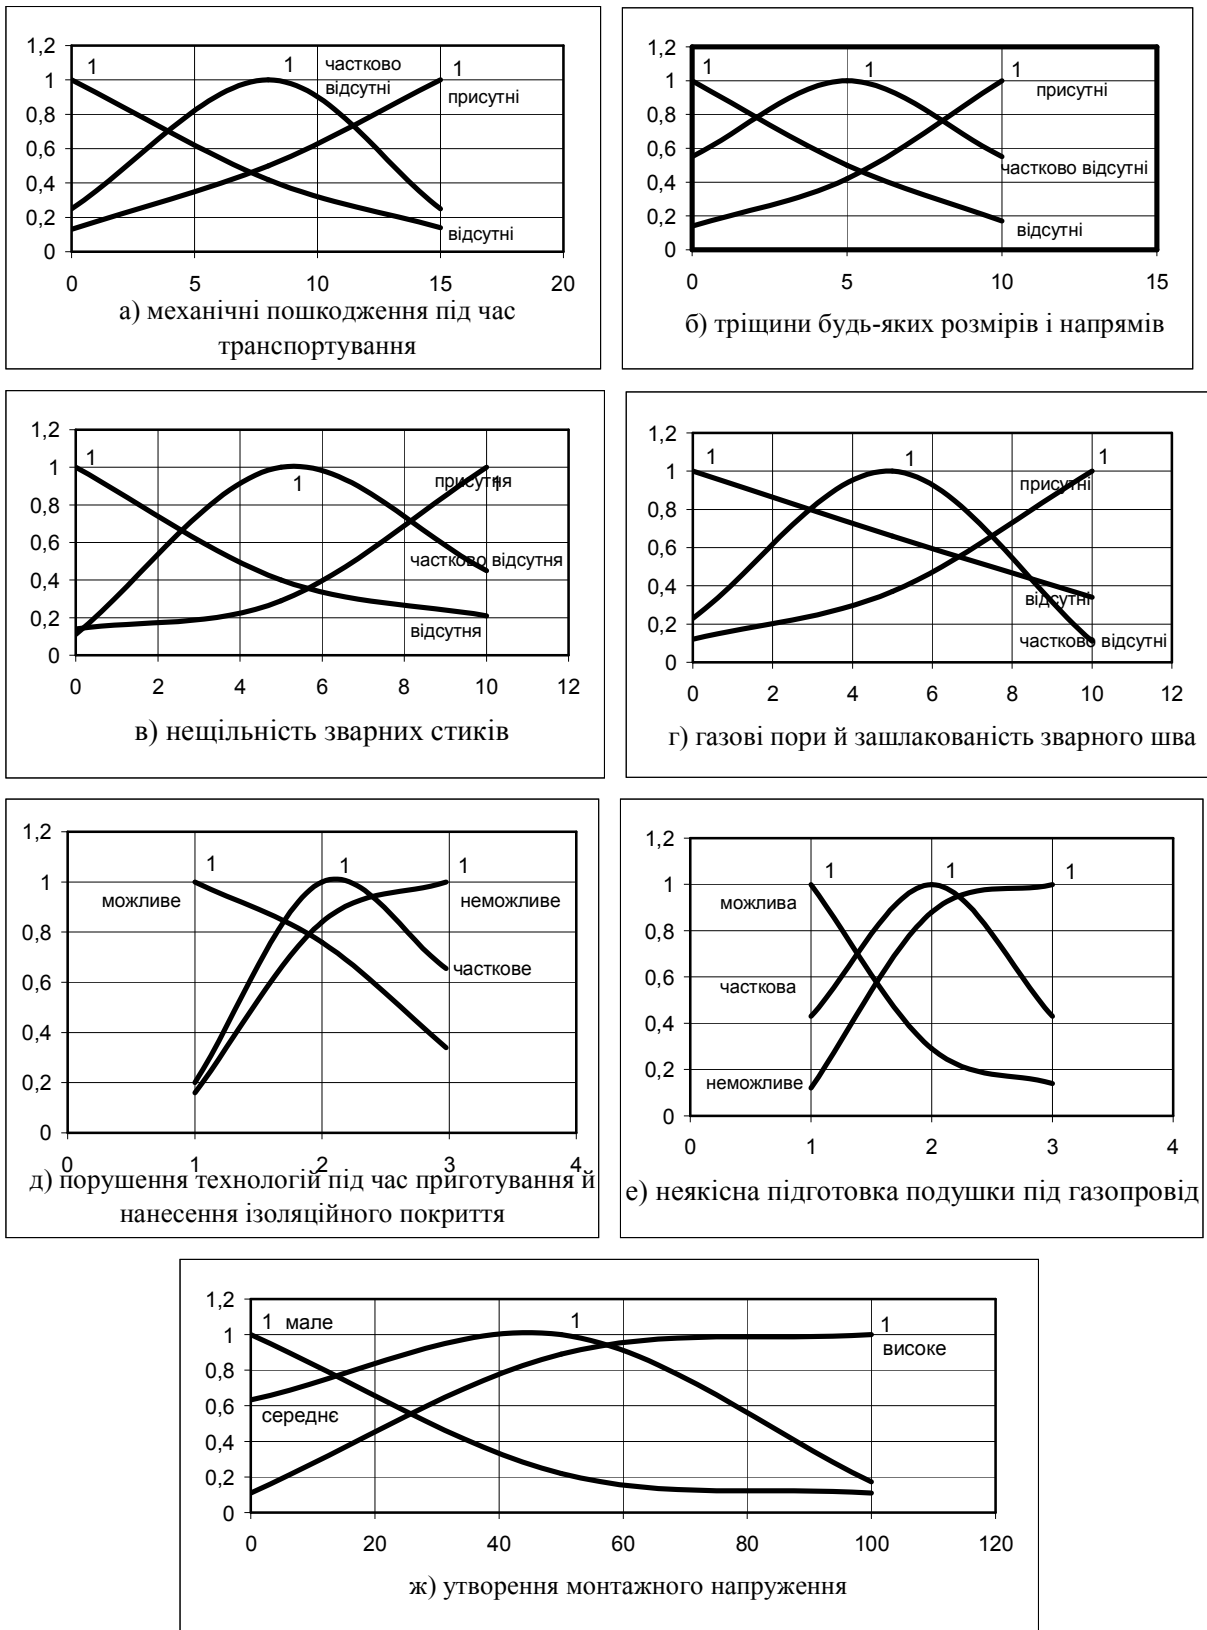 1,2
1
0,8
0,6
0,4
0,2
0
0 5 10 15 20
1
1
1
частково
відсутні
присутні
відсутні
а) механічні пошкодження під час
транспортування
1,2
1
0,8
0,6
0,4
0,2
0
0 5 10 15
1
1
1
присутні
частково відсутні
відсутні
б) тріщини будь-яких розмірів і напрямів
1,2
1
0,8
0,6
0,4
0,2
0
0 2 4 6 8 10 12
1
1
1
присутня
частково відсутня
відсутня
в) нещільність зварних стиків
1,2
1
0,8
0,6
0,4
0,2
0
0 2 4 6 8 10 12
1
1
1
присутні
відсутні
частково відсутні
г) газові пори й зашлакованість зварного шва
1,2
1
0,8
0,6
0,4
0,2
0
0 1 2 3 4
1
1
1
можливе
неможливе
часткове
д) порушення технологій під час приготування й
нанесення ізоляційного покриття
1,2
1
0,8
0,6
0,4
0,2
0
0 1 2 3 4
1
1
1
можлива
часткова
неможливе
е) неякісна підготовка подушки під газопровід
1,2
1
0,8
0,6
0,4
0,2
0
0 20 40 60 80 100 120
1 мале
1
1
високе
середнє
ж) утворення монтажного напруження